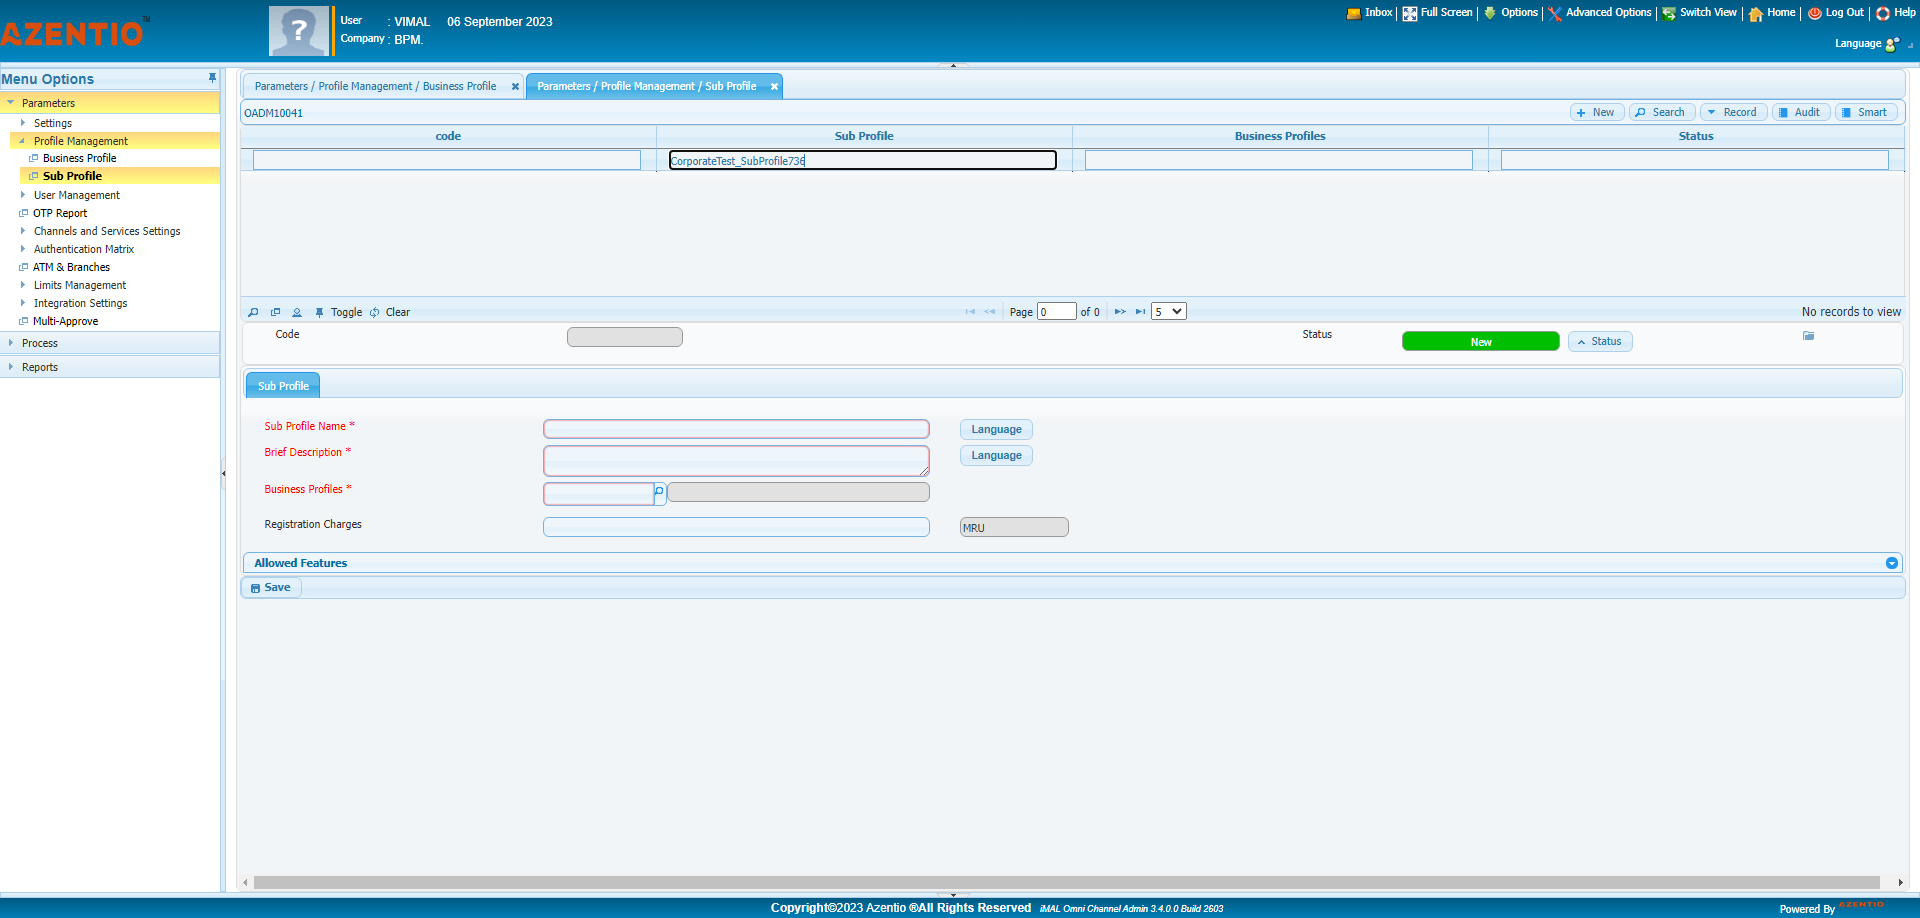 AZENTIO™
User : VIMAL 06 September 2023
Company : BPM.
Inbox Full Screen Options Advanced Options Switch View Home Log Out Help
Language
Menu Options
Parameters
Settings
Profile Management
Business Profile
Sub Profile
User Management
OTP Report
Channels and Services Settings
Authentication Matrix
ATM & Branches
Limits Management
Integration Settings
Multi-Approve
Process
Reports
Parameters / Profile Management / Business Profile
Parameters / Profile Management / Sub Profile
OADM10041
New Search Record Audit Smart
code Sub Profile Business Profiles Status
CorporateTest_SubProfile736
Toggle Clear
Page 0 of 0 5
No records to view
Code
Status New Status
Sub Profile
Sub Profile Name * Language
Brief Description * Language
Business Profiles *
Registration Charges MRU
Allowed Features
Save
Copyright©2023 Azentio ®All Rights Reserved iMAL Omni Channel Admin 3.4.0.0 Build 2603
Powered By AZENTIO